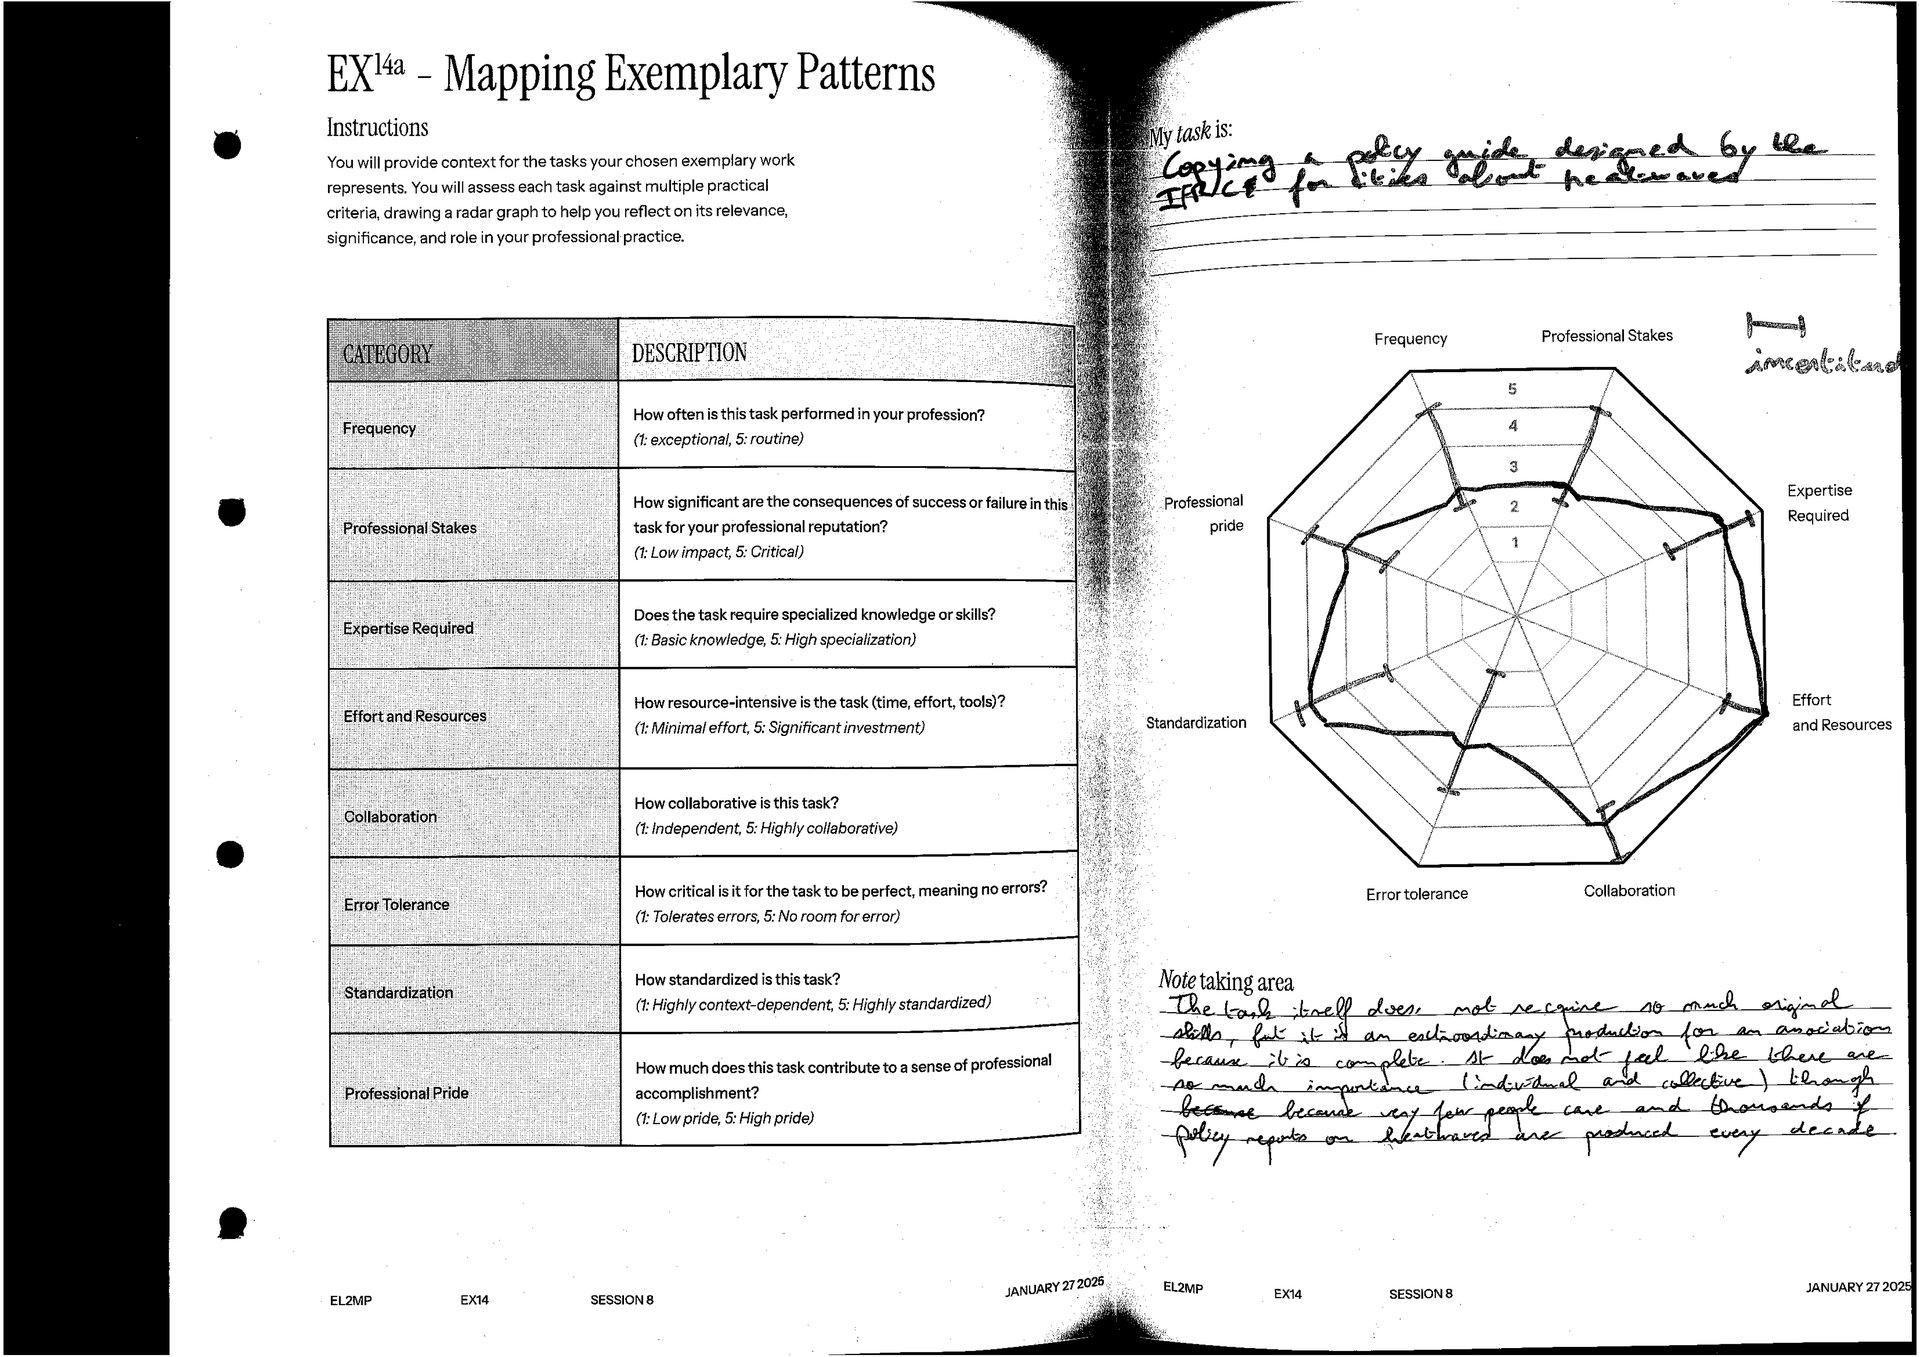 EX14a – Mapping Exemplary Patterns
Instructions
You will provide context for the tasks your chosen exemplary work
represents. You will assess each task against multiple practical
criteria, drawing a radar graph to help you reflect on its relevance,
significance, and role in your professional practice.
CATEGORY DESCRIPTION
Frequency
How often is this task performed in your profession?
(1: exceptional, 5: routine)
Professional Stakes
How significant are the consequences of success or failure in this
task for your professional reputation?
(1: Low impact, 5: Critical)
Expertise Required
Does the task require specialized knowledge or skills?
(1: Basic knowledge, 5: High specialization)
Effort and Resources
How resource-intensive is the task (time, effort, tools)?
(1: Minimal effort, 5: Significant investment)
Collaboration
How collaborative is this task?
(1: Independent, 5: Highly collaborative)
Error Tolerance
How critical is it for the task to be perfect, meaning no errors?
(1: Tolerates errors, 5: No room for error)
Standardization
How standardized is this task?
(1: Highly context-dependent, 5: Highly standardized)
Professional Pride
How much does this task contribute to a sense of professional
accomplishment?
(1: Low pride, 5: High pride)
EL2MP EX14 SESSION 8 JANUARY 27 2025
My task is:
Copying a policy guide designed by the
for cities about heatwaves
Frequency
Professional Stakes
incertitud
5
4
3
2
1
Expertise
Required
Professional
pride
Effort
and Resources
Standardization
Error tolerance
Collaboration
Note taking area
The task itself does not require so much original
skills, but it is an extraordinary production for an association
because it is complete. It does not feel like there are
so much importance (individual and collective) through
because because very few people care and thousands of
policy reports on heatwaves are produced every decade
EL2MP EX14 SESSION 8 JANUARY 27 2025